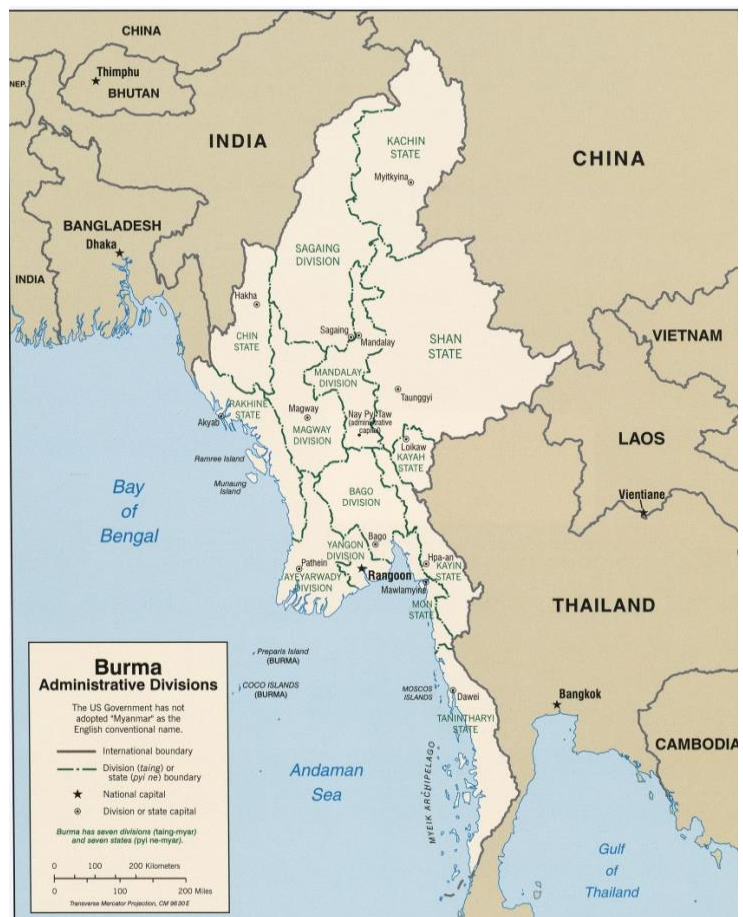 CHINA
Thimphu
NEP.
BHUTAN
INDIA
KACHIN
STATE
CHINA
Myitkyina
BANGLADESH
Dhaka
SAGAING
DIVISION
INDIA
Hakha
CHIN
STATE
Sagaing
Mandalay
SHAN
STATE
VIETNAM
MANDALAY
DIVISION
Taunggyi
RAKHINE
STATE
Magway
MAGWAY
DIVISION
Nay Pyi Taw
(administrative
capital)
Akyab
Loikaw
KAYAH
STATE
LAOS
Ramree Island
Munaung
Island
Bay
of
Bengal
BAGO
DIVISION
Vientiane
YANGON
DIVISION
Bago
Pathein
AYEYARWADY
DIVISION
Rangoon
Hpa-an
KAYIN
STATE
Mawlamyine
MON
STATE
THAILAND
Preparis Island
(BURMA)
COCO ISLANDS
(BURMA)
MOSCOS
ISLANDS
Dawei
TANINTHARYI
STATE
Bangkok
CAMBODIA
Andaman
Sea
MYEIK ARCHIPELAGO
Gulf
of
Thailand
Burma
Administrative Divisions
The US Government has not
adopted "Myanmar" as the
English conventional name.
International boundary
Division (taing) or
state (pyi ne) boundary
National capital
Division or state capital
Burma has seven divisions (taing-myar)
and seven states (pyi ne-myar).
0 100 200 Kilometers
0 100 200 Miles
Transverse Mercator Projection, CM 96 00 E